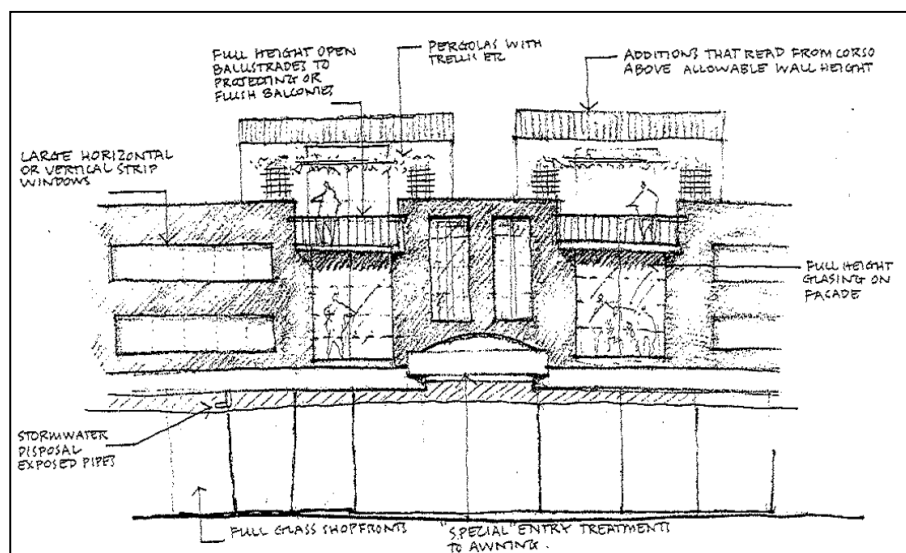 FULL HEIGHT OPEN
BALUSTRADES TO
PROJECTING OR
FLUSH BALCONIES
PERGOLAS WITH
TRELLIS ETC
ADDITIONS THAT READ FROM CORSO
ABOVE ALLOWABLE WALL HEIGHT
LARGE HORIZONTAL
OR VERTICAL STRIP
WINDOWS
FULL HEIGHT
GLASING ON
FACADE
STORMWATER
DISPOSAL
EXPOSED PIPES
FULL GLASS SHOPFRONTS
"SPECIAL" ENTRY TREATMENTS
TO AWNING.